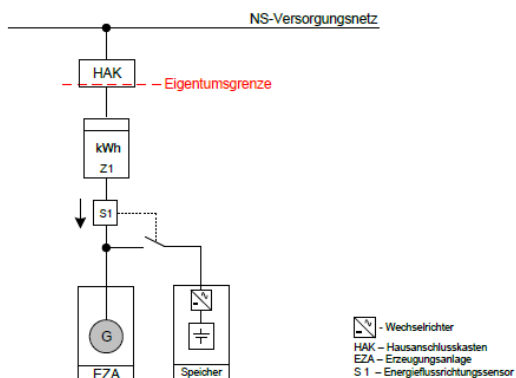 NS-Versorgungsnetz
HAK
Eigentumsgrenze
kWh
Z1
S1
G
EZA
Speicher
- Wechselrichter
HAK – Hausanschlusskasten
EZA – Erzeugungsanlage
S 1 – Energieflussrichtungssensor